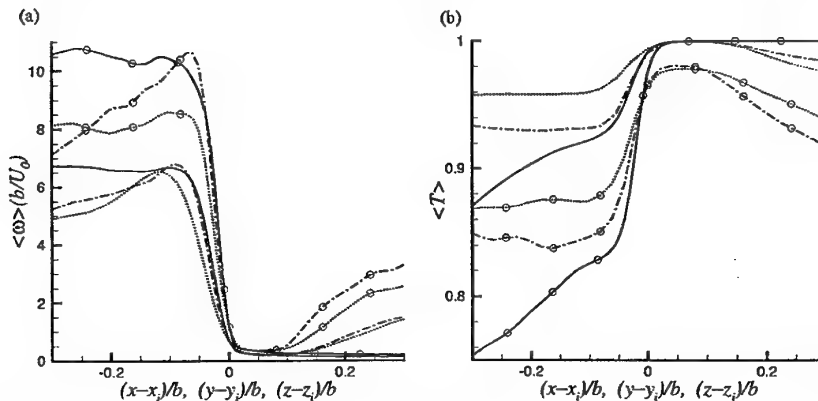 (a)
10
8
6
4
2
0
<ω>(b/U0)
-0.2
0
0.2
(x–xi)/b, (y–yi)/b, (z–zi)/b
(b)
1
0.9
0.8
<T>
-0.2
0
0.2
(x–xi)/b, (y–yi)/b, (z–zi)/b